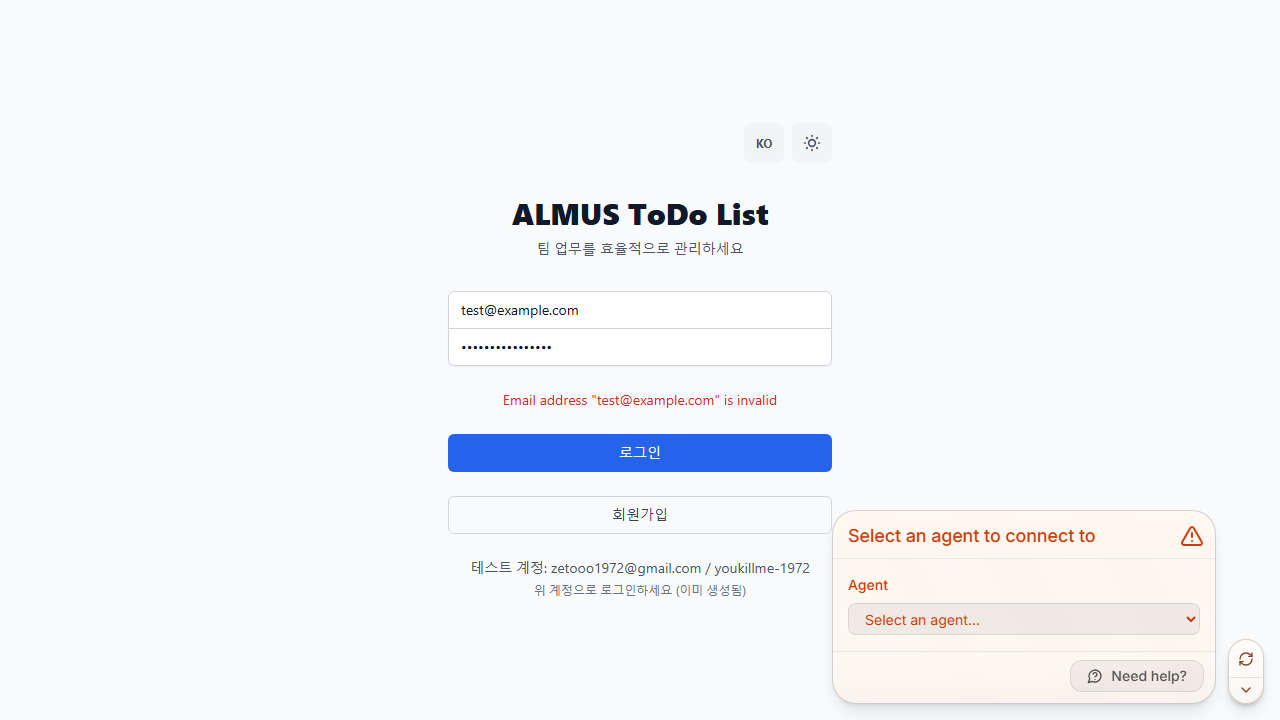 KO
ALMUS ToDo List
팀 업무를 효율적으로 관리하세요
test@example.com
••••••••••••••••
Email address "test@example.com" is invalid
로그인
회원가입
테스트 계정: zetooo1972@gmail.com / youkillme-1972
위 계정으로 로그인하세요 (이미 생성됨)
Select an agent to connect to
Agent
Select an agent...
Need help?